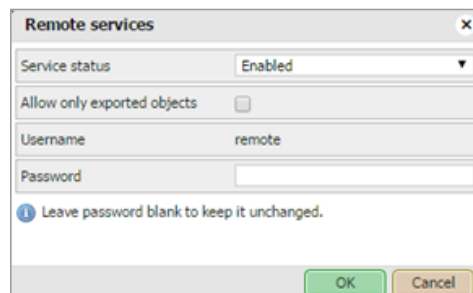 Remote services
Service status Enabled
Allow only exported objects
Username remote
Password
Leave password blank to keep it unchanged.
OK Cancel